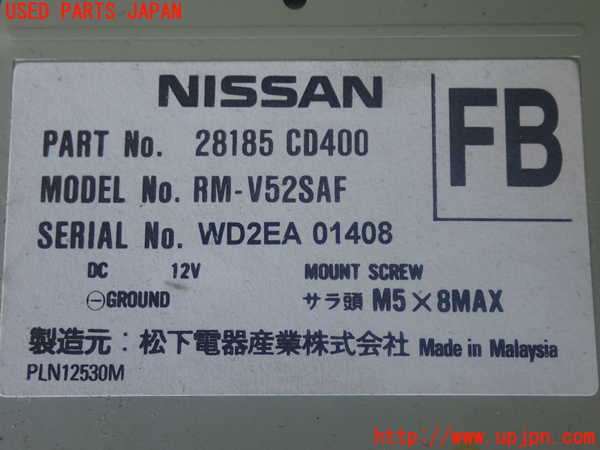 USED PARTS JAPAN
NISSAN
FB
PART No. 28185 CD400
MODEL No. RM-V52SAF
SERIAL No. WD2EA 01408
DC 12V MOUNT SCREW
⊖GROUND サラ頭 M5×8MAX
製造元：松下電器産業株式会社 Made in Malaysia
PLN12530M
http://www.upjpn.com/